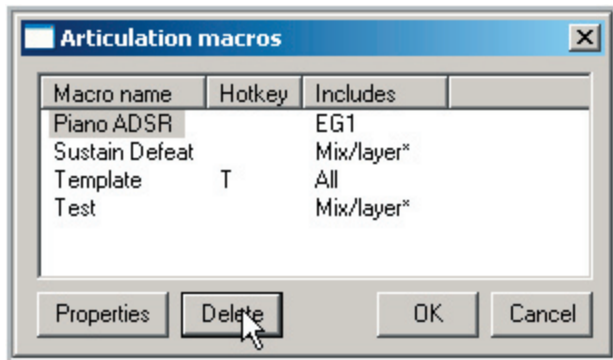 Articulation macros
Macro name Hotkey Includes
Piano ADSR EG1
Sustain Defeat Mix/layer*
Template T All
Test Mix/layer*
Properties Delete OK Cancel